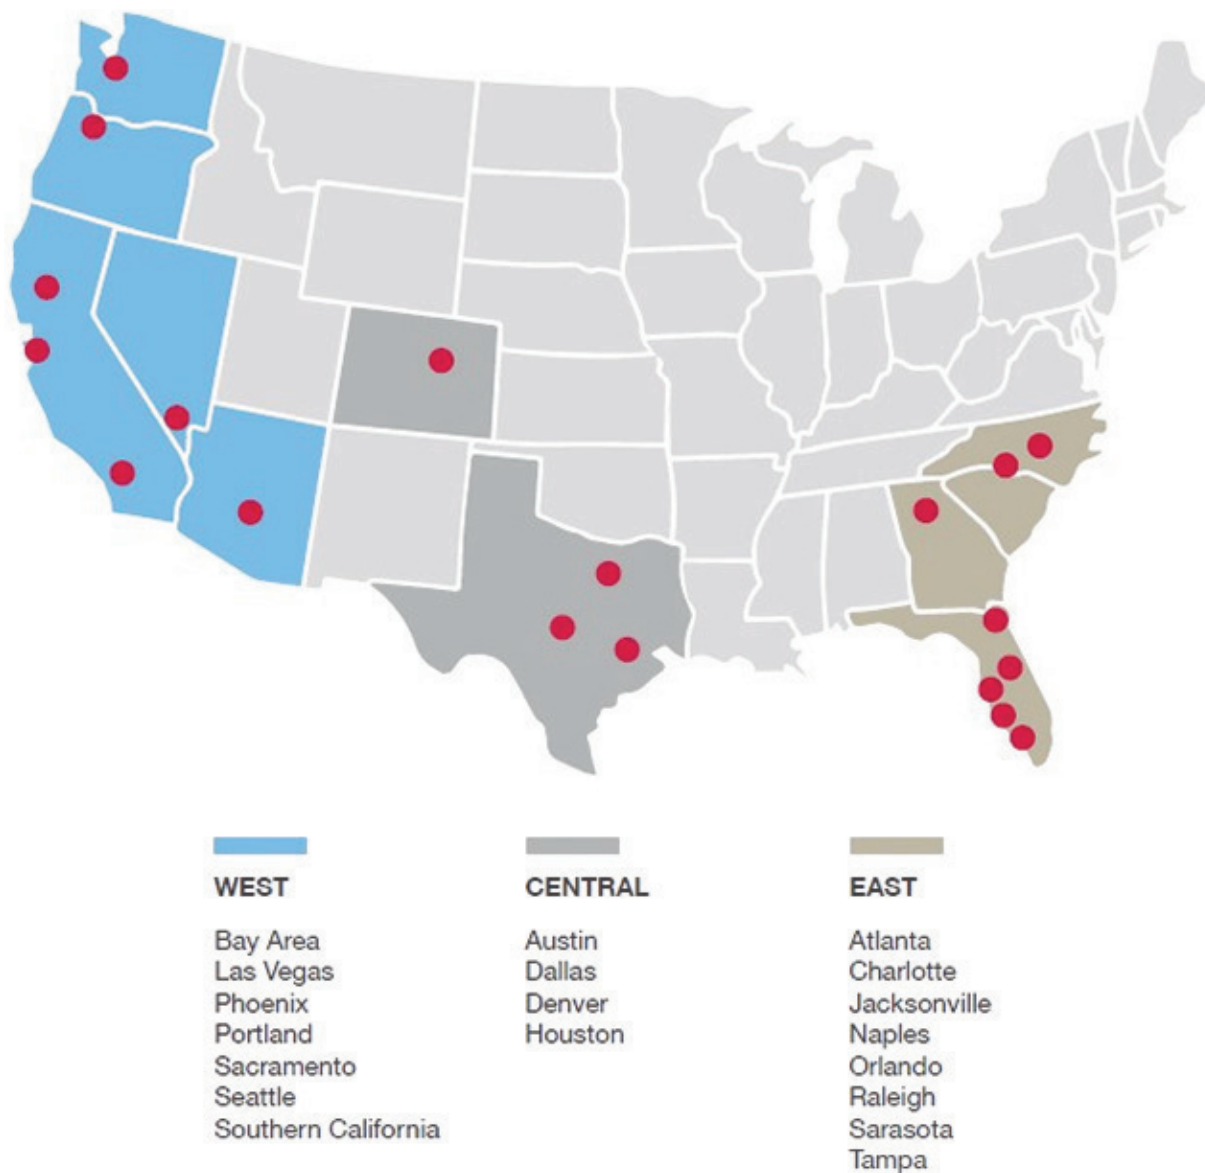 WEST
Bay Area
Las Vegas
Phoenix
Portland
Sacramento
Seattle
Southern California
CENTRAL
Austin
Dallas
Denver
Houston
EAST
Atlanta
Charlotte
Jacksonville
Naples
Orlando
Raleigh
Sarasota
Tampa